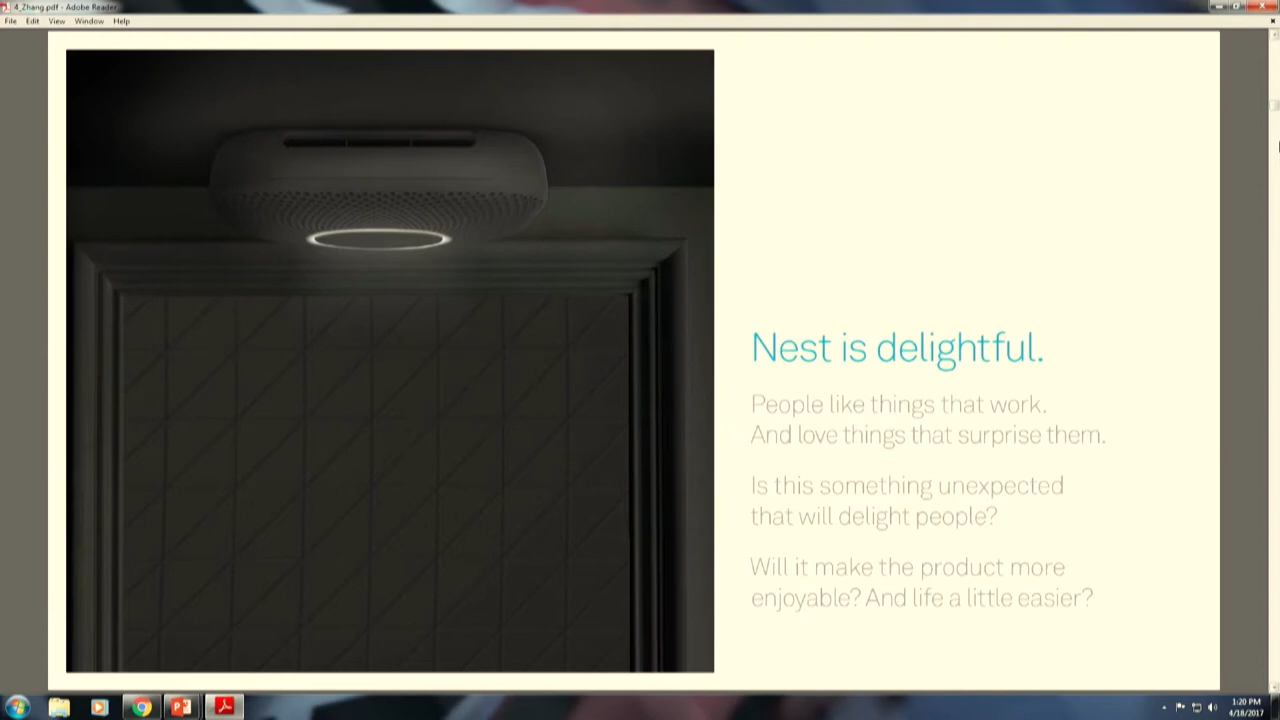 4_Zhang.pdf - Adobe Reader
File Edit View Window Help
Nest is delightful.
People like things that work.
And love things that surprise them.
Is this something unexpected
that will delight people?
Will it make the product more
enjoyable? And life a little easier?
1:20 PM
4/18/2017